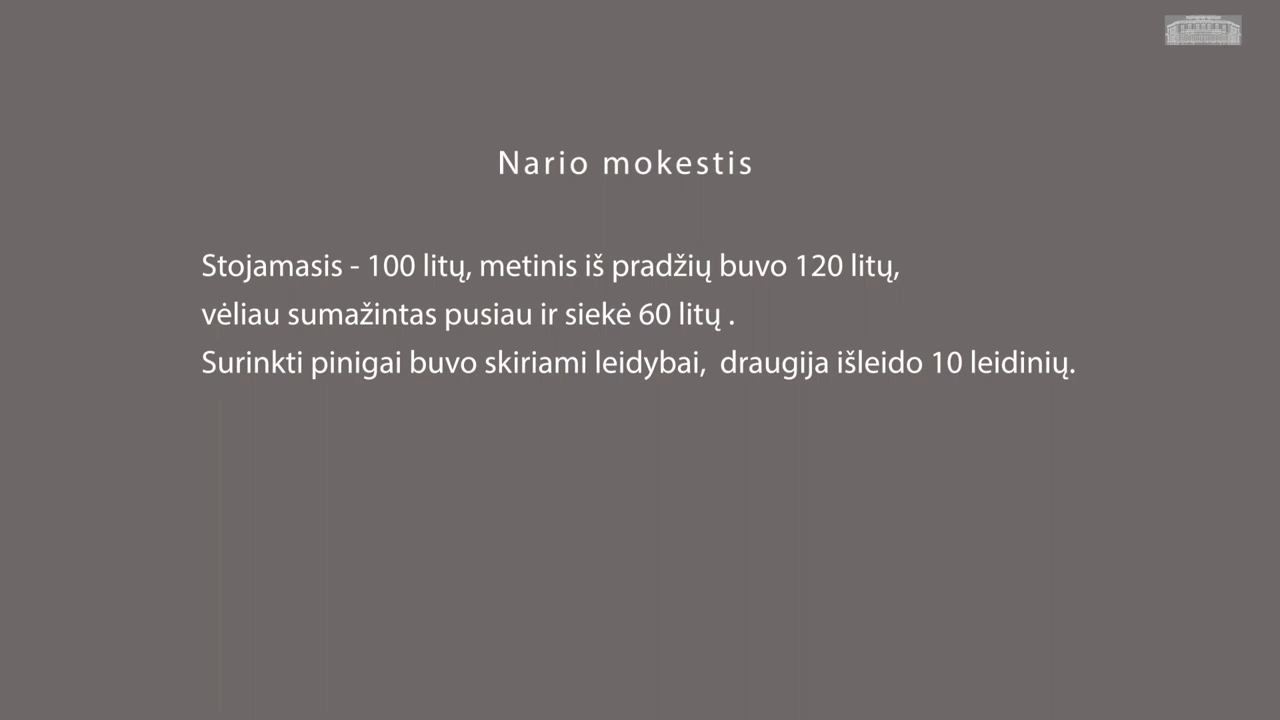 Nario mokestis
Stojamasis - 100 litų, metinis iš pradžių buvo 120 litų,
vėliau sumažintas pusiau ir siekė 60 litų .
Surinkti pinigai buvo skiriami leidybai,  draugija išleido 10 leidinių.